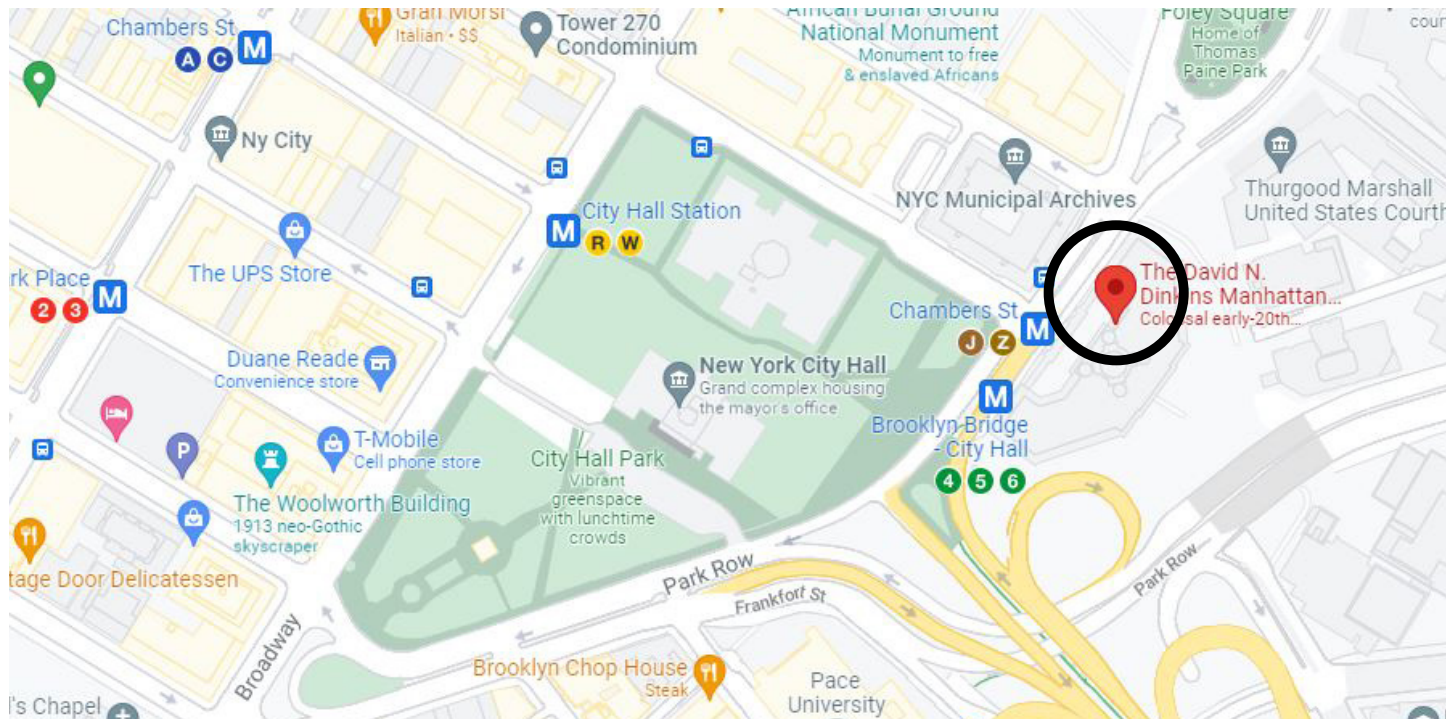 Chambers St
M
A C
Gran Morsi
Italian • $$
Tower 270
Condominium
African Burial Ground
National Monument
Monument to free
& enslaved Africans
Foley Square
Home of
Thomas
Paine Park
cour
Ny City
NYC Municipal Archives
Thurgood Marshall
United States Courth
M
City Hall Station
R W
The UPS Store
rk Place
M
2 3
The David N.
Dinkins Manhattan...
Colossal early-20th...
Chambers St
M
J Z
Duane Reade
Convenience store
New York City Hall
Grand complex housing
the mayor's office
M
Brooklyn Bridge
- City Hall
4 5 6
P
T-Mobile
Cell phone store
City Hall Park
Vibrant
greenspace
with lunchtime
crowds
The Woolworth Building
1913 neo-Gothic
skyscraper
tage Door Delicatessen
Park Row
Frankfort St
Park Row
Broadway
Brooklyn Chop House
Steak
Pace
University
l's Chapel